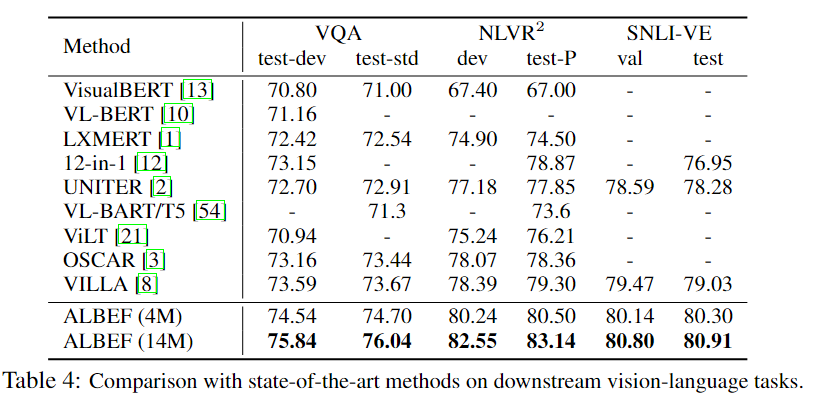 Method VQA NLVR² SNLI-VE
test-dev test-std dev test-P val test
VisualBERT [13] 70.80 71.00 67.40 67.00 - -
VL-BERT [10] 71.16 - - - - -
LXMERT [1] 72.42 72.54 74.90 74.50 - -
12-in-1 [12] 73.15 - - 78.87 - 76.95
UNITER [2] 72.70 72.91 77.18 77.85 78.59 78.28
VL-BART/T5 [54] - 71.3 - 73.6 - -
ViLT [21] 70.94 - 75.24 76.21 - -
OSCAR [3] 73.16 73.44 78.07 78.36 - -
VILLA [8] 73.59 73.67 78.39 79.30 79.47 79.03
ALBEF (4M) 74.54 74.70 80.24 80.50 80.14 80.30
ALBEF (14M) 75.84 76.04 82.55 83.14 80.80 80.91
Table 4: Comparison with state-of-the-art methods on downstream vision-language tasks.